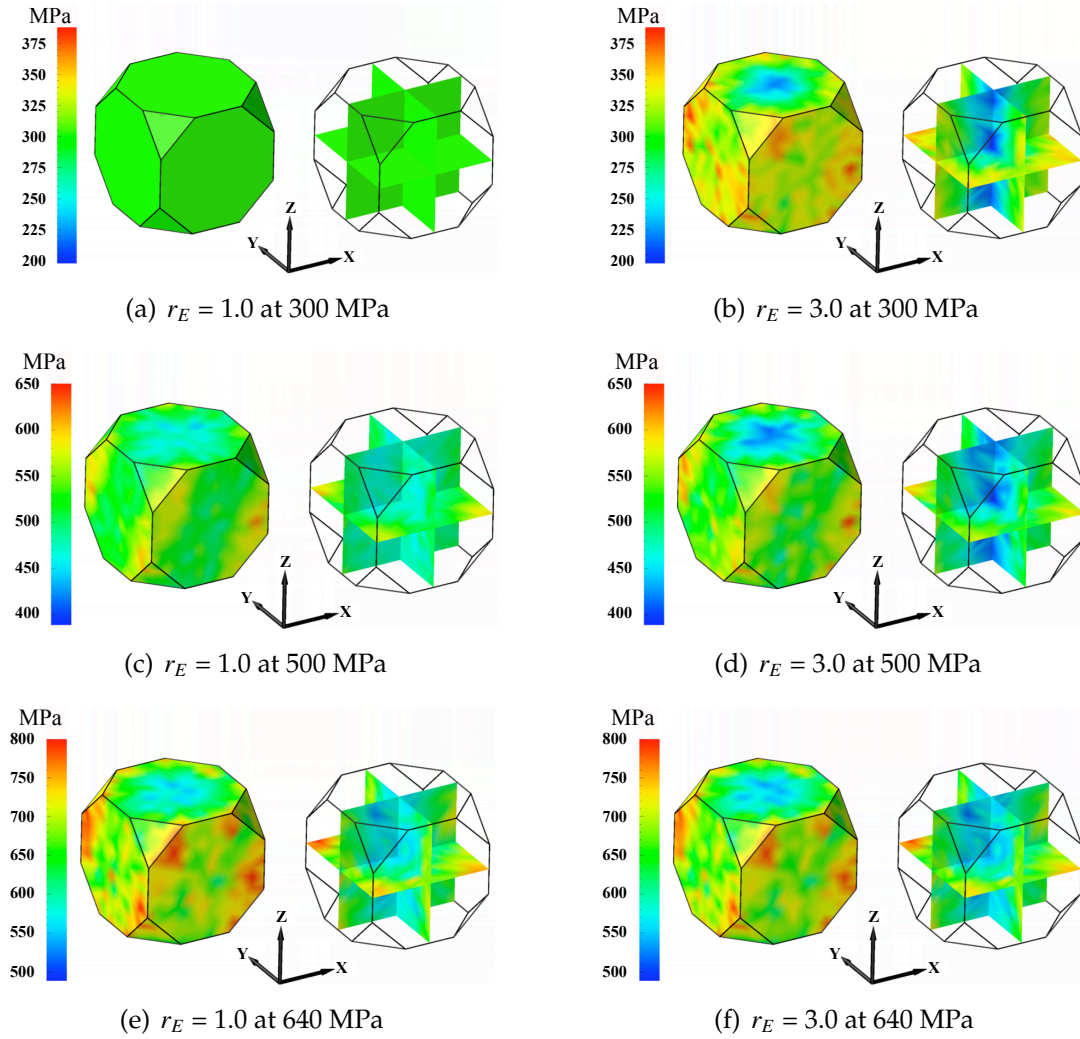 MPa
375
350
325
300
275
250
225
200
Z
Y
X
(a) r_E = 1.0 at 300 MPa
MPa
375
350
325
300
275
250
225
200
Z
Y
X
(b) r_E = 3.0 at 300 MPa
MPa
650
600
550
500
450
400
Z
Y
X
(c) r_E = 1.0 at 500 MPa
MPa
650
600
550
500
450
400
Z
Y
X
(d) r_E = 3.0 at 500 MPa
MPa
800
750
700
650
600
550
500
Z
Y
X
(e) r_E = 1.0 at 640 MPa
MPa
800
750
700
650
600
550
500
Z
Y
X
(f) r_E = 3.0 at 640 MPa